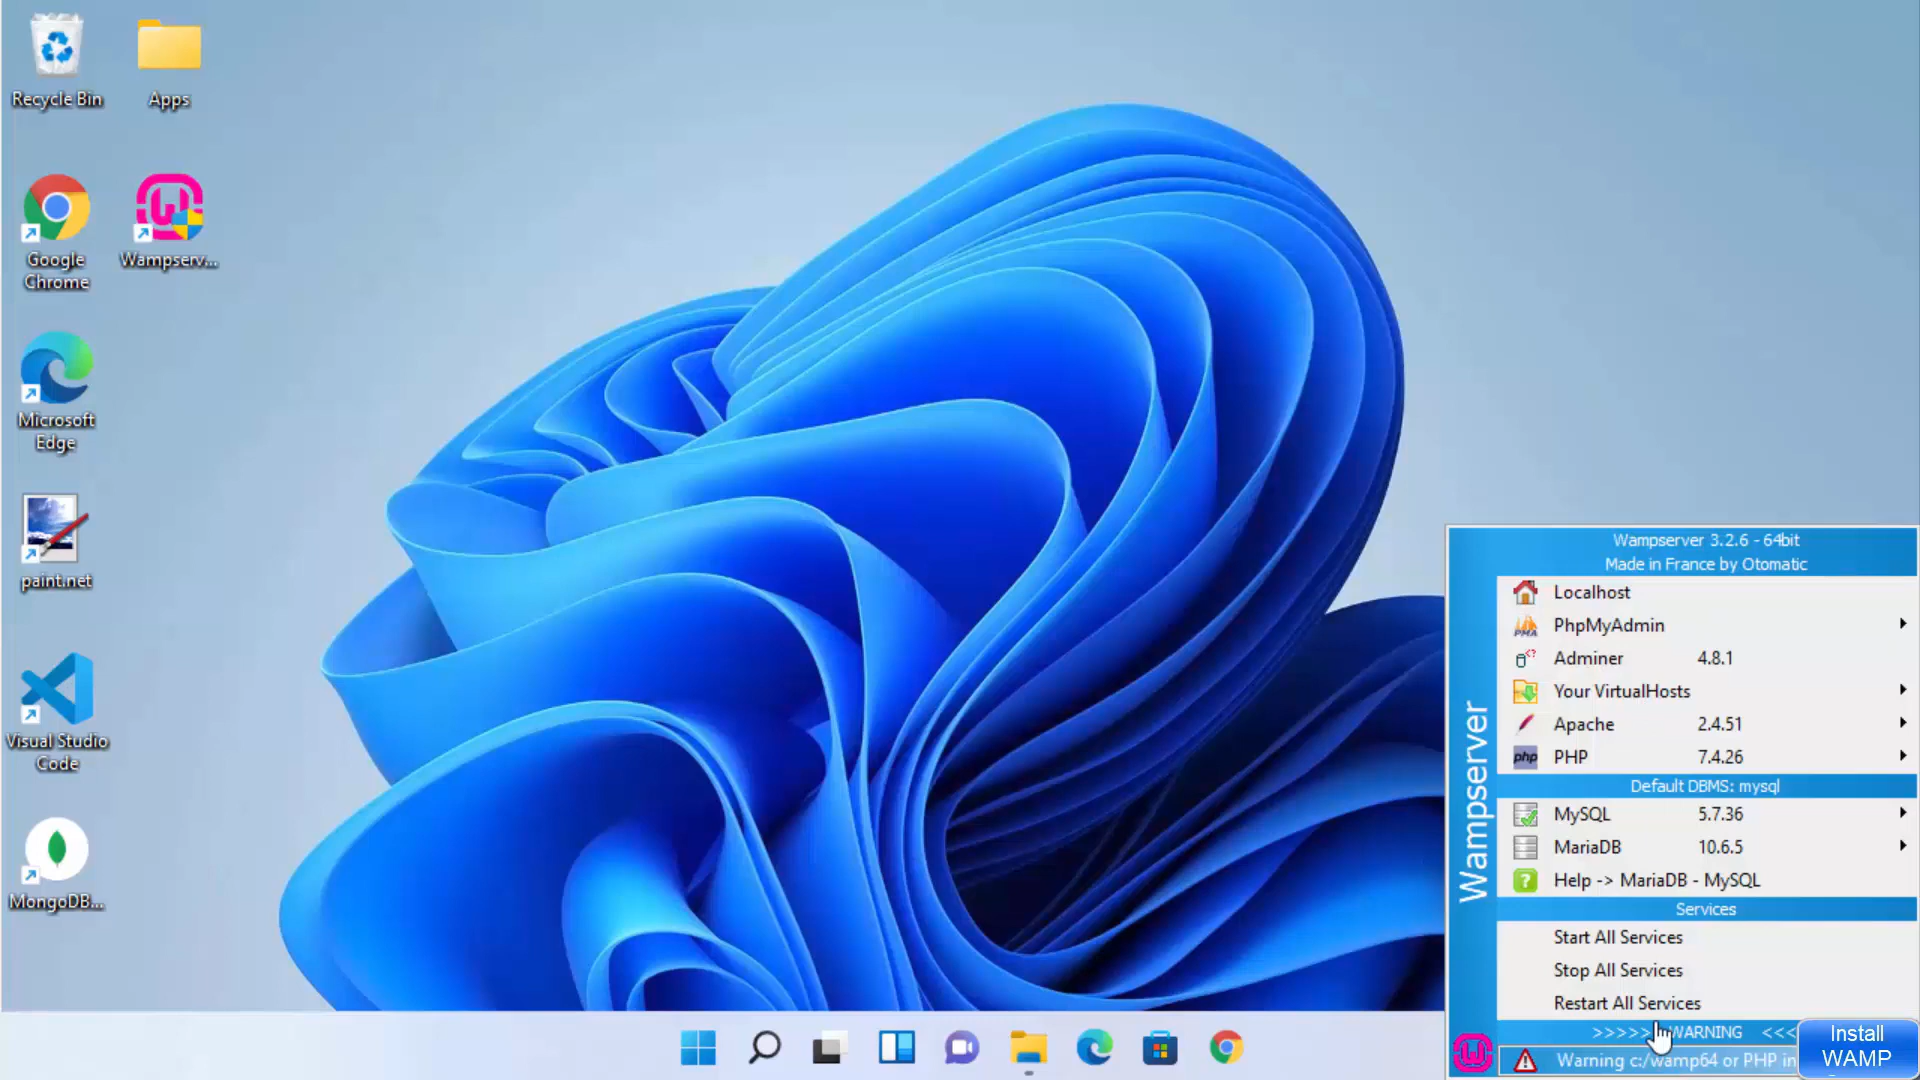 Recycle Bin
Apps
Google
Chrome
Wampserv...
Microsoft
Edge
paint.net
Visual Studio
Code
MongoDB...
Wampserver 3.2.6 - 64bit
Made in France by Otomatic
Wampserver
Localhost
PMA PhpMyAdmin
Adminer 4.8.1
Your VirtualHosts
Apache 2.4.51
php PHP 7.4.26
Default DBMS: mysql
MySQL 5.7.36
MariaDB 10.6.5
? Help -> MariaDB - MySQL
Services
Start All Services
Stop All Services
Restart All Services
>>>>> WARNING <<<
Warning c:/wamp64 or PHP in
Install
WAMP